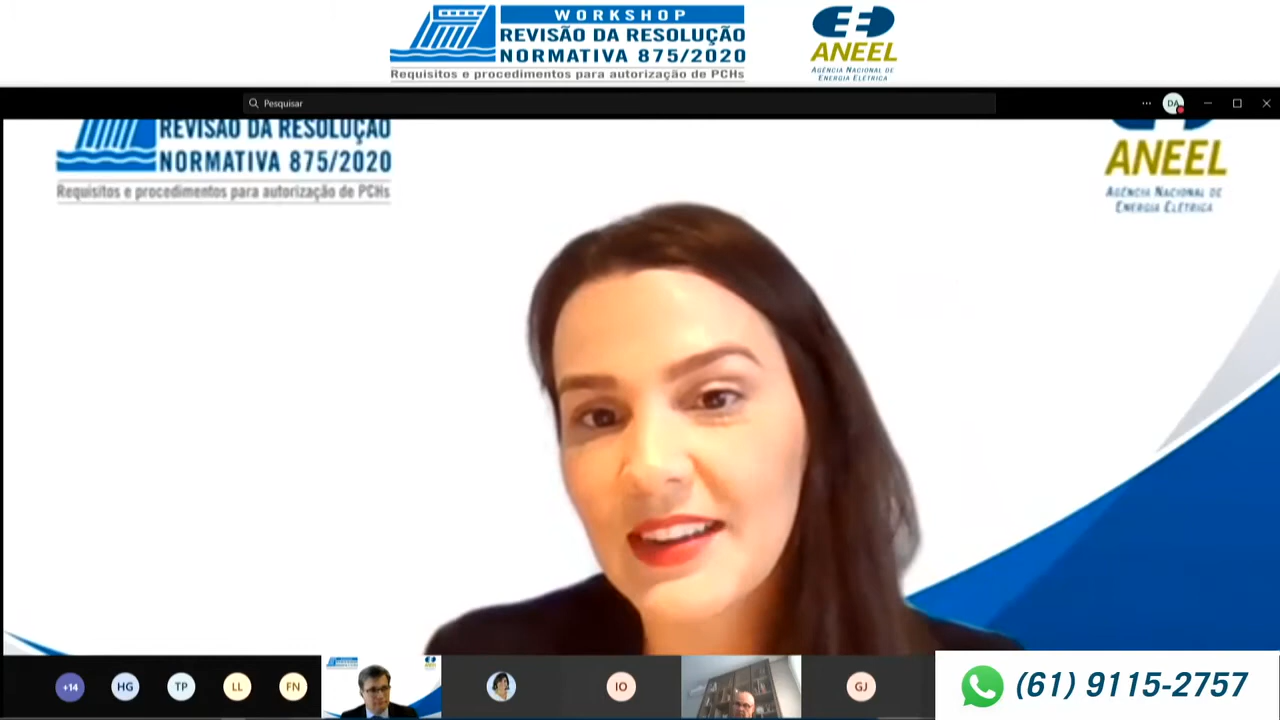 WORKSHOP
REVISÃO DA RESOLUÇÃO
NORMATIVA 875/2020
Requisitos e procedimentos para autorização de PCHs
ANEEL
AGÊNCIA NACIONAL DE
ENERGIA ELÉTRICA
Pesquisar
DA
REVISÃO DA RESOLUÇÃO
NORMATIVA 875/2020
Requisitos e procedimentos para autorização de PCHs
ANEEL
AGÊNCIA NACIONAL DE
ENERGIA ELÉTRICA
+14
HG
TP
LL
FN
IO
GJ
(61) 9115-2757